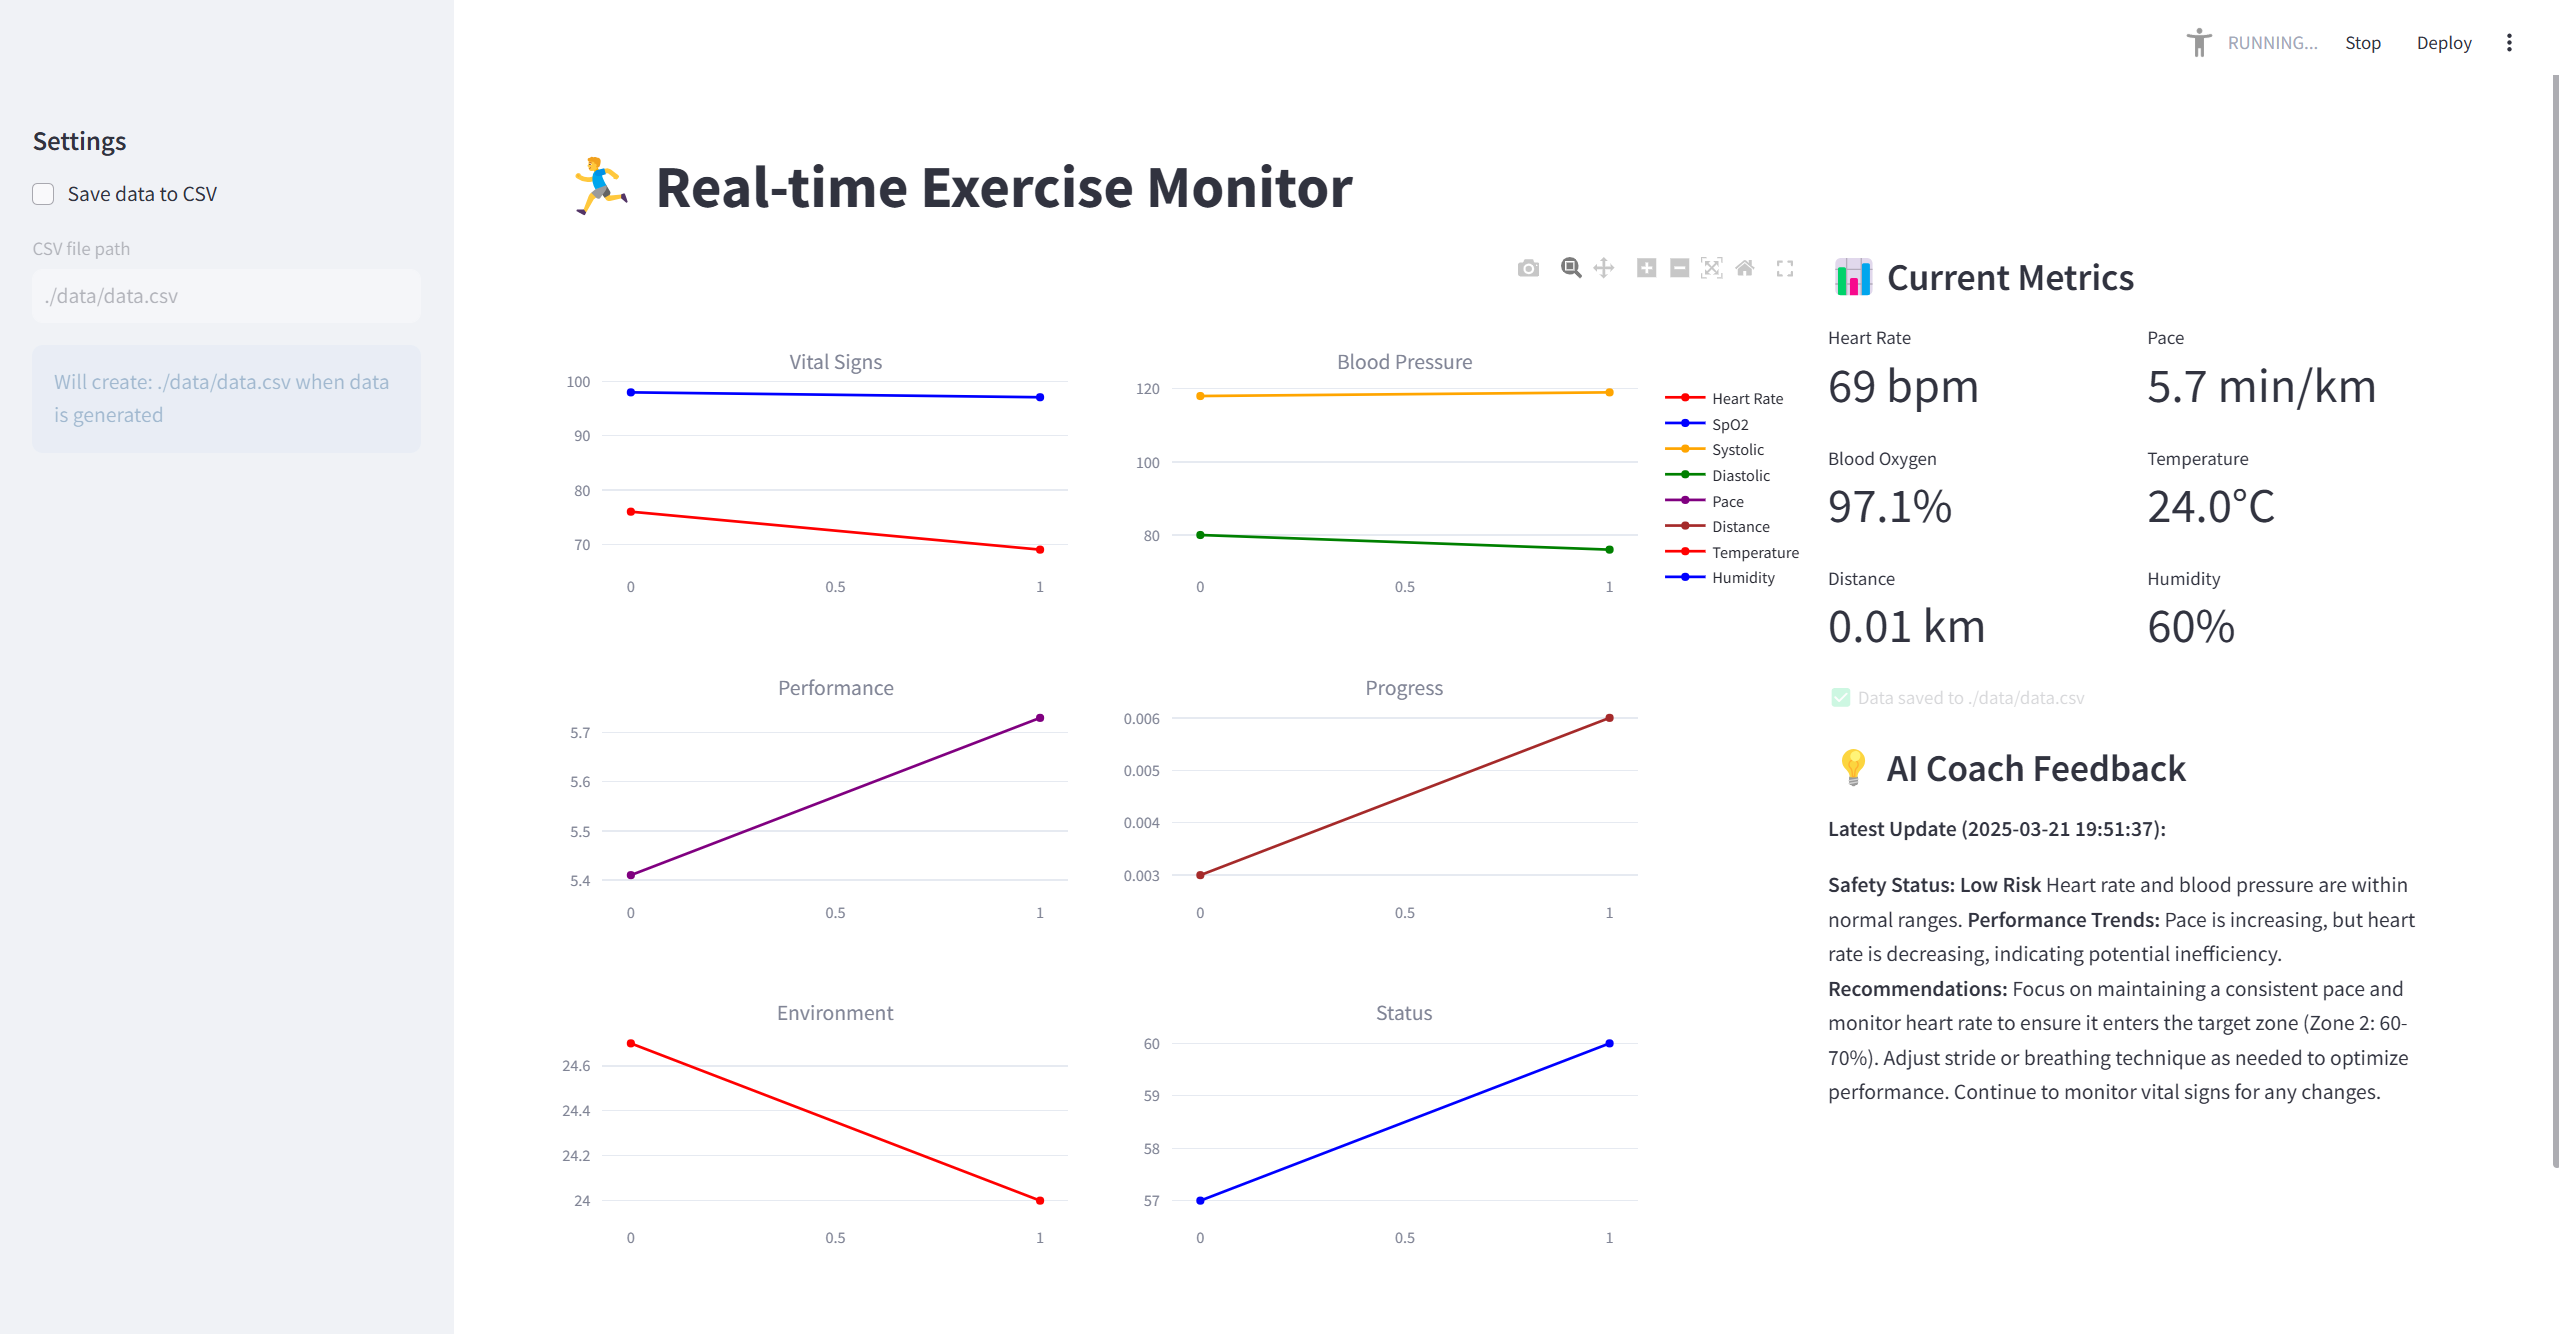 RUNNING...
Stop
Deploy
Settings
Save data to CSV
CSV file path
./data/data.csv
Will create: ./data/data.csv when data
is generated
Real-time Exercise Monitor
Vital Signs
100
90
80
70
0
0.5
1
Blood Pressure
120
100
80
0
0.5
1
Heart Rate
SpO2
Systolic
Diastolic
Pace
Distance
Temperature
Humidity
Performance
5.7
5.6
5.5
5.4
0
0.5
1
Progress
0.006
0.005
0.004
0.003
0
0.5
1
Environment
24.6
24.4
24.2
24
0
0.5
1
Status
60
59
58
57
0
0.5
1
Current Metrics
Heart Rate
69 bpm
Pace
5.7 min/km
Blood Oxygen
97.1%
Temperature
24.0°C
Distance
0.01 km
Humidity
60%
Data saved to ./data/data.csv
AI Coach Feedback
Latest Update (2025-03-21 19:51:37):
Safety Status: Low Risk Heart rate and blood pressure are within
normal ranges. Performance Trends: Pace is increasing, but heart
rate is decreasing, indicating potential inefficiency.
Recommendations: Focus on maintaining a consistent pace and
monitor heart rate to ensure it enters the target zone (Zone 2: 60-
70%). Adjust stride or breathing technique as needed to optimize
performance. Continue to monitor vital signs for any changes.